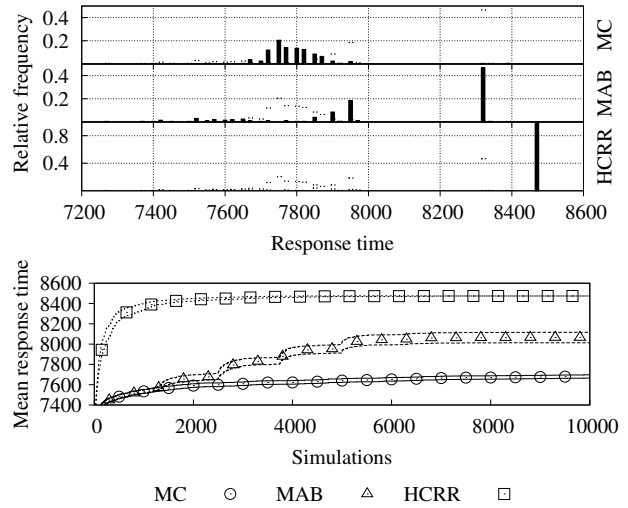 0.4
0.2
MC
0.4
0.2
MAB
0.8
0.4
HCRR
Relative frequency
7200 7400 7600 7800 8000 8200 8400 8600
Response time
8600
8400
8200
8000
7800
7600
7400
Mean response time
0 2000 4000 6000 8000 10000
Simulations
MC MAB HCRR